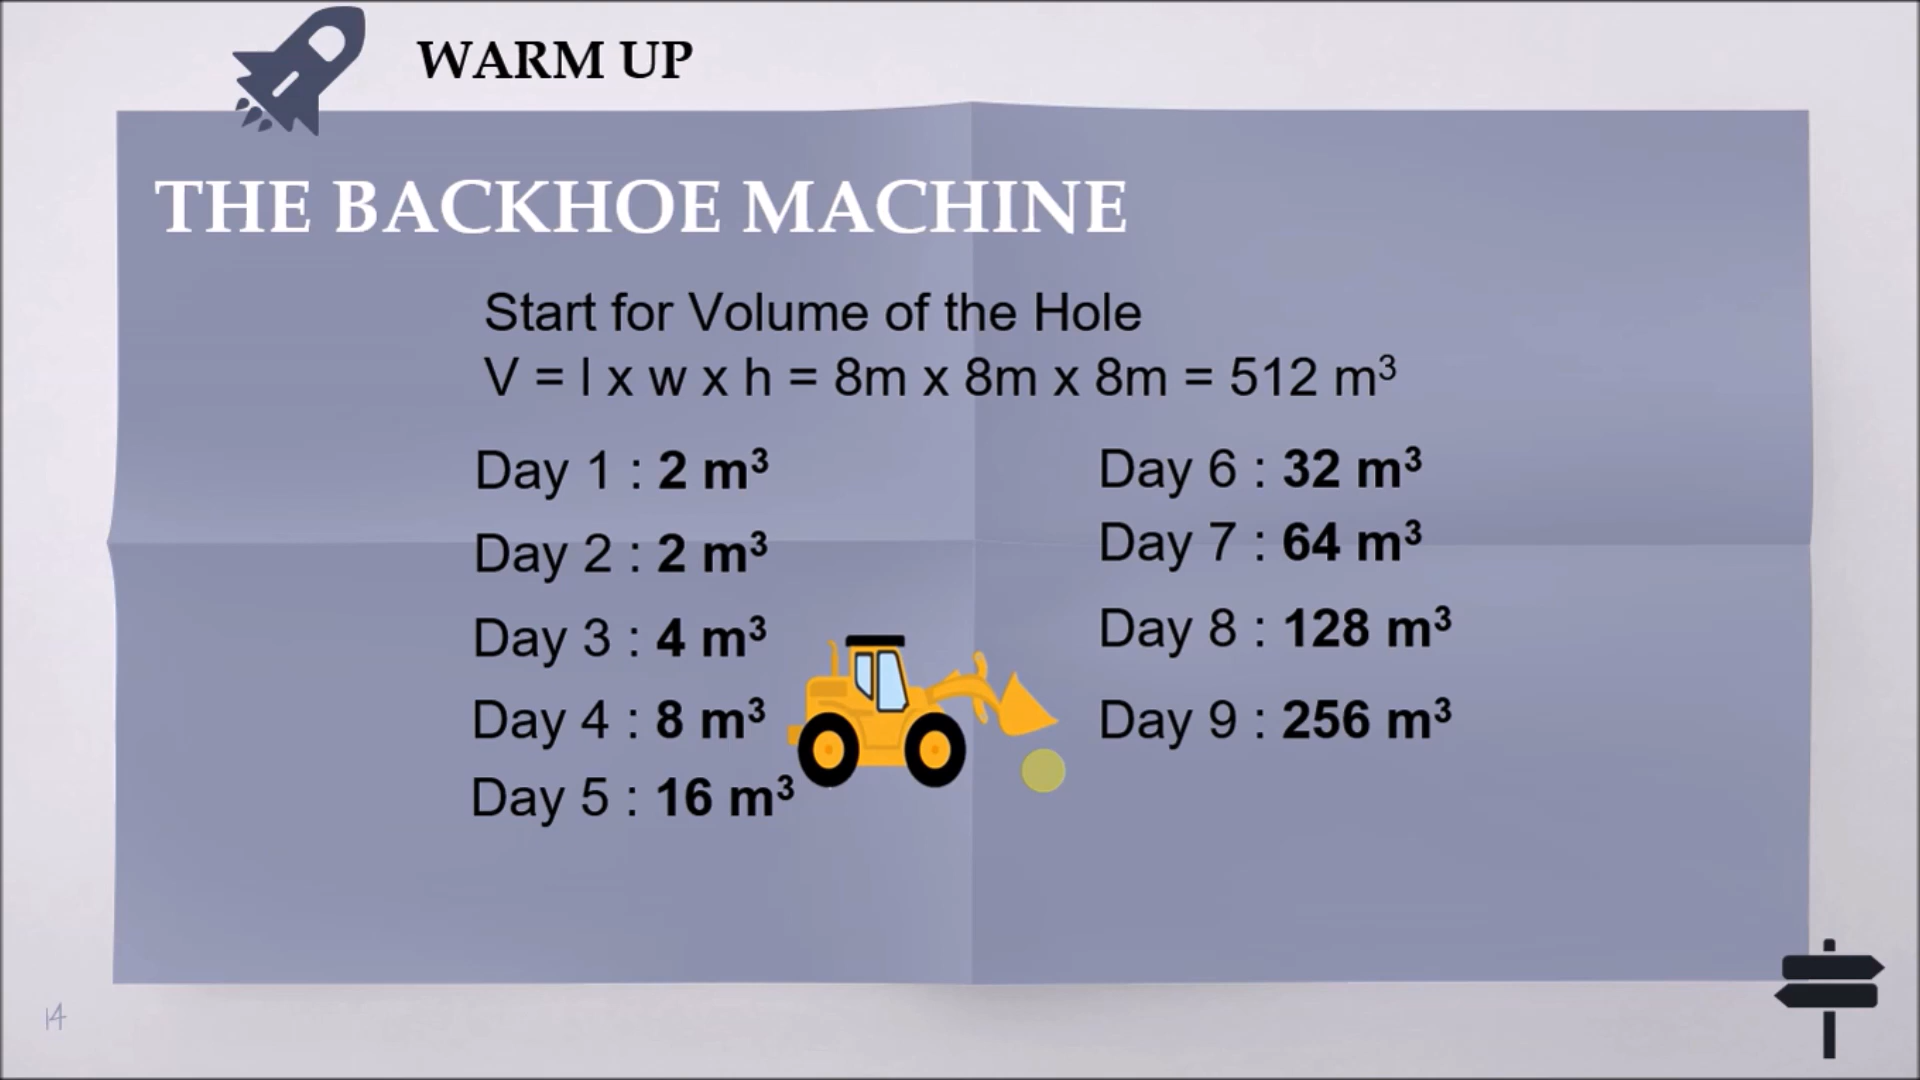 WARM UP
THE BACKHOE MACHINE
Start for Volume of the Hole
V = l x w x h = 8m x 8m x 8m = 512 m³
Day 1 : 2 m³
Day 2 : 2 m³
Day 3 : 4 m³
Day 4 : 8 m³
Day 5 : 16 m³
Day 6 : 32 m³
Day 7 : 64 m³
Day 8 : 128 m³
Day 9 : 256 m³
14